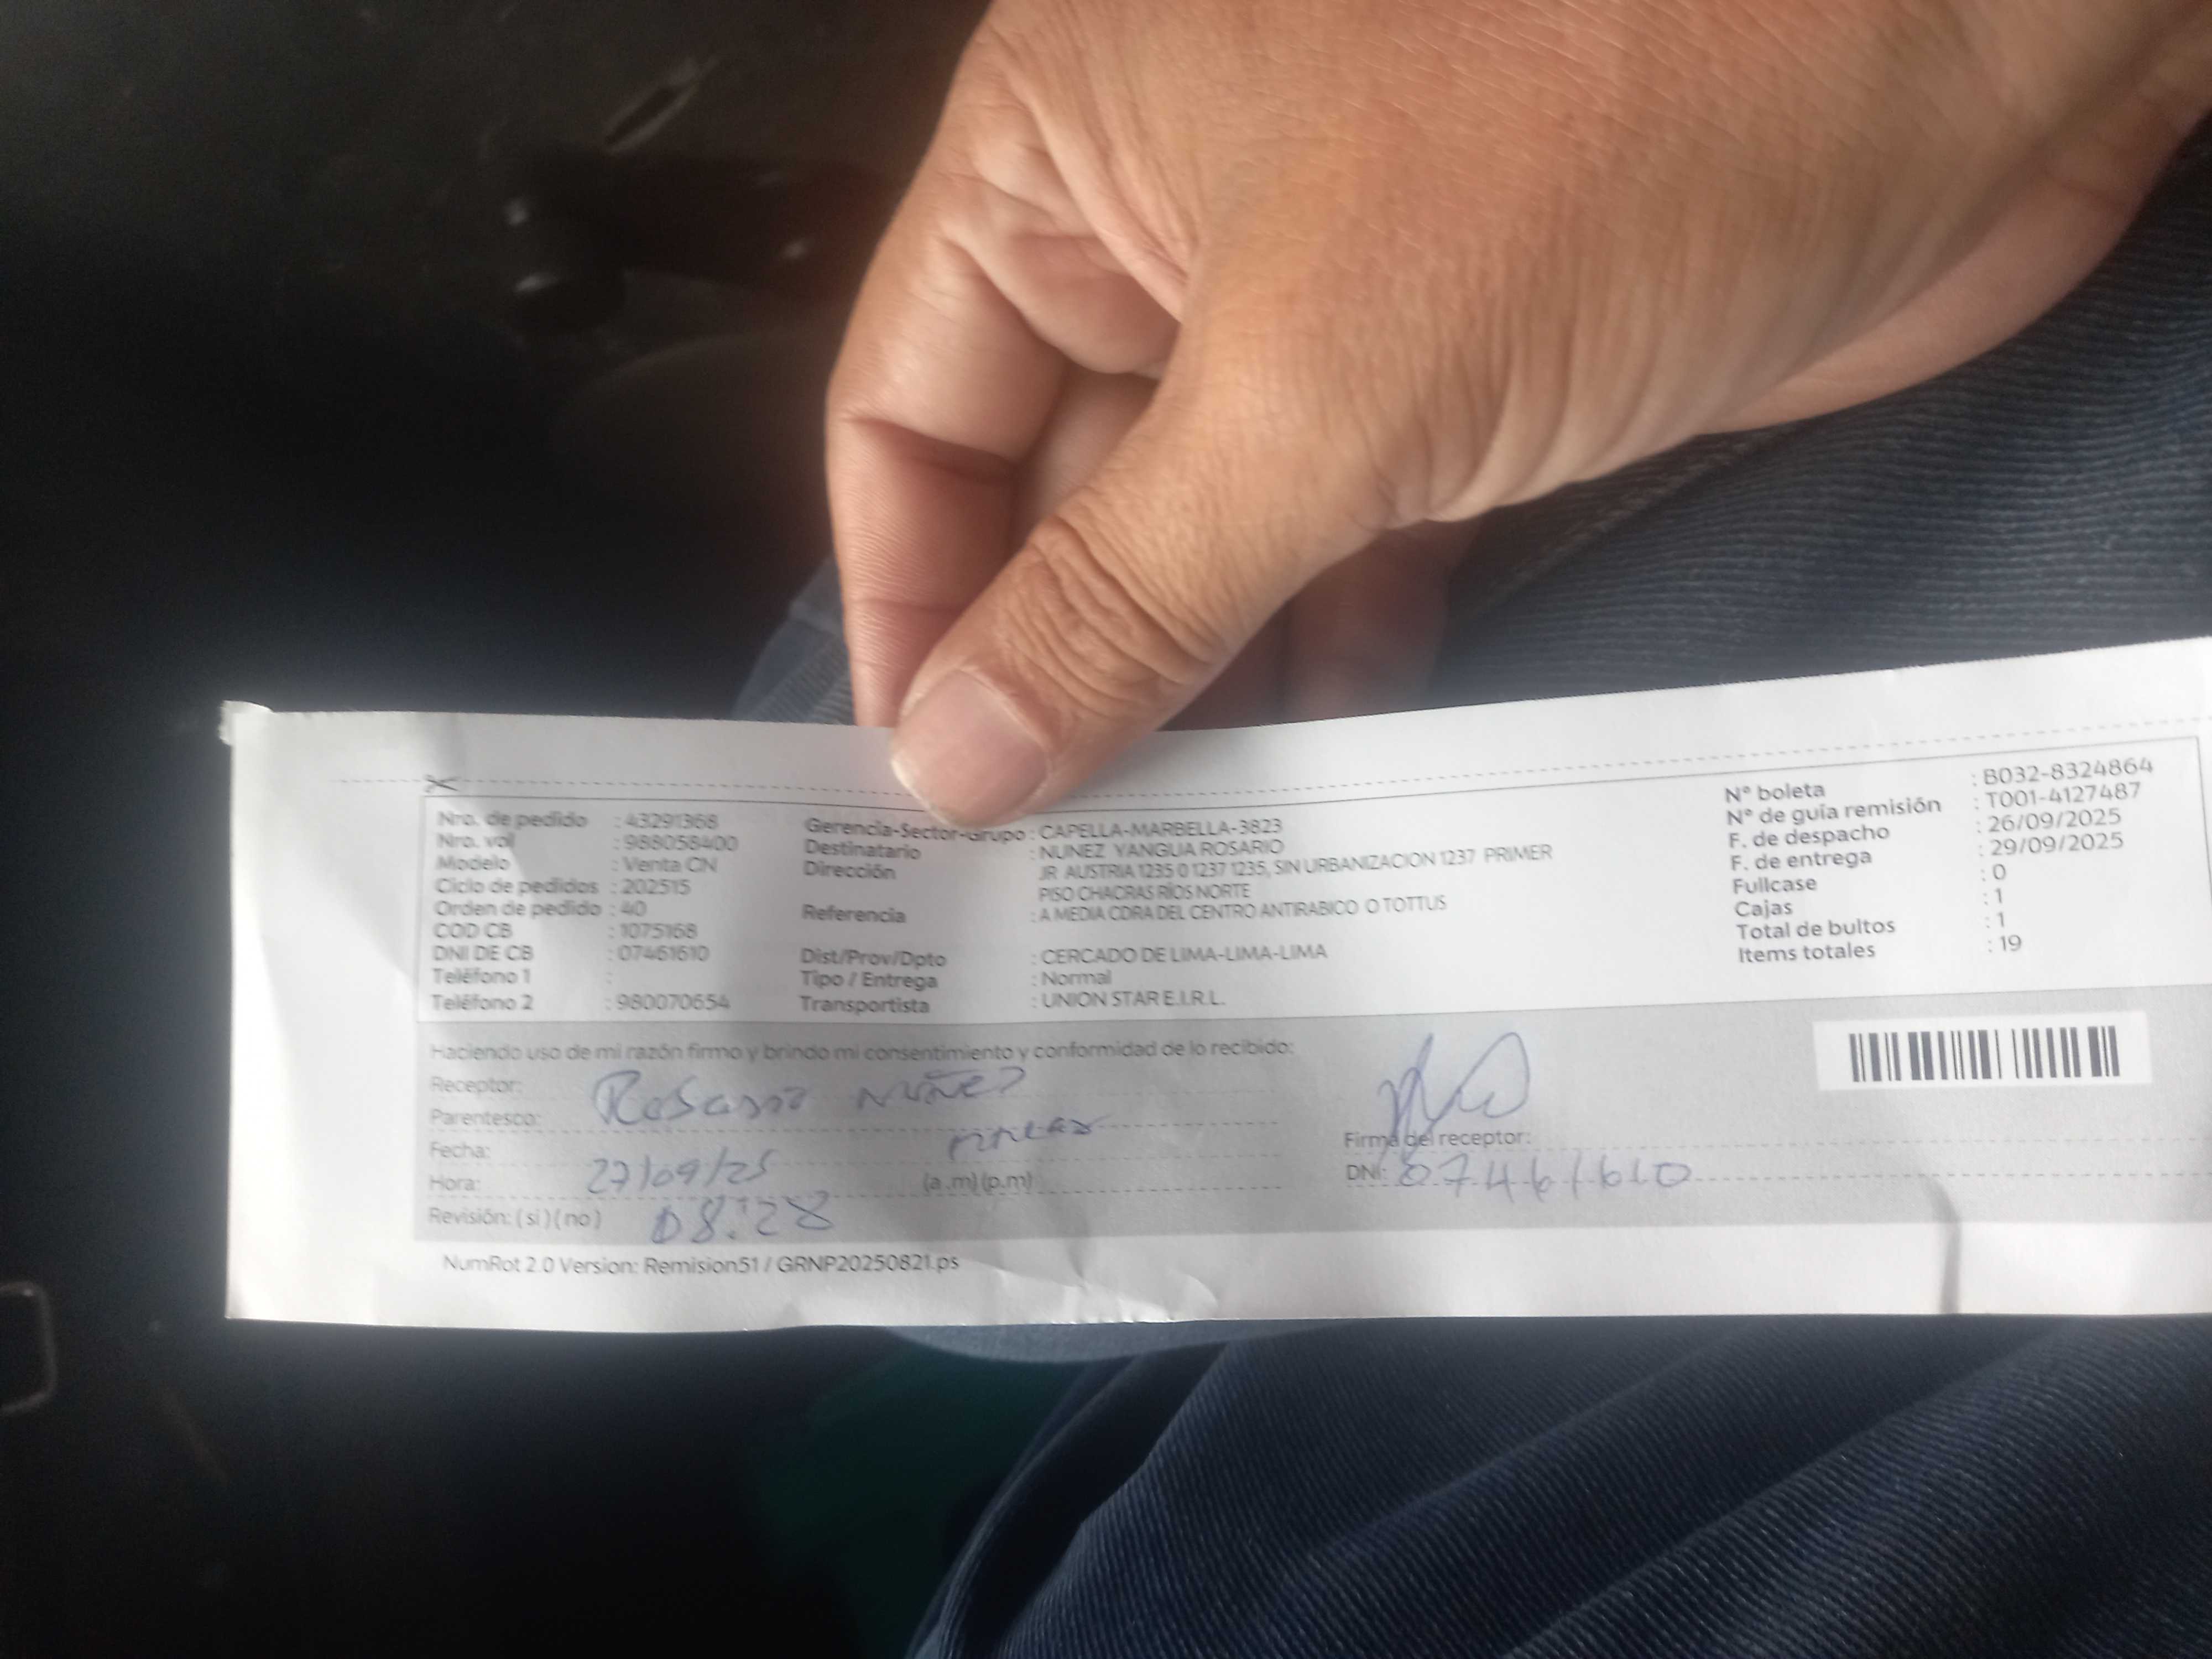 Nro. de pedido : 43291368
Nro. vol : 988058400
Modelo : Venta CN
Ciclo de pedidos : 202515
Orden de pedido : 40
COD CB : 1075168
DNI DE CB : 07461610
Teléfono 1 :
Teléfono 2 : 980070654
Gerencia-Sector-Grupo : CAPELLA-MARBELLA-3823
Destinatario : NUNEZ YANGUA ROSARIO
Dirección : JR AUSTRIA 1235 O 1237 1235, SIN URBANIZACION 1237 PRIMER
PISO CHACRAS RÍOS NORTE
Referencia : A MEDIA CDRA DEL CENTRO ANTIRABICO O TOTTUS
Dist/Prov/Dpto : CERCADO DE LIMA-LIMA-LIMA
Tipo / Entrega : Normal
Transportista : UNION STAR E.I.R.L.
N° boleta : B032-8324864
N° de guía remisión : T001-4127487
F. de despacho : 26/09/2025
F. de entrega : 29/09/2025
Fullcase : 0
Cajas : 1
Total de bultos : 1
Items totales : 19
Haciendo uso de mi razón firmo y brindo mi consentimiento y conformidad de lo recibido:
Receptor: Rosario Nuñez
Parentesco: titular
Fecha: 27/09/25
Hora: 08:28 (a .m) (p.m)
Revisión: ( si ) ( no )
Firma del receptor:
DNI: 07461610
NumRot 2.0 Version: Remision51 / GRNP20250821.ps